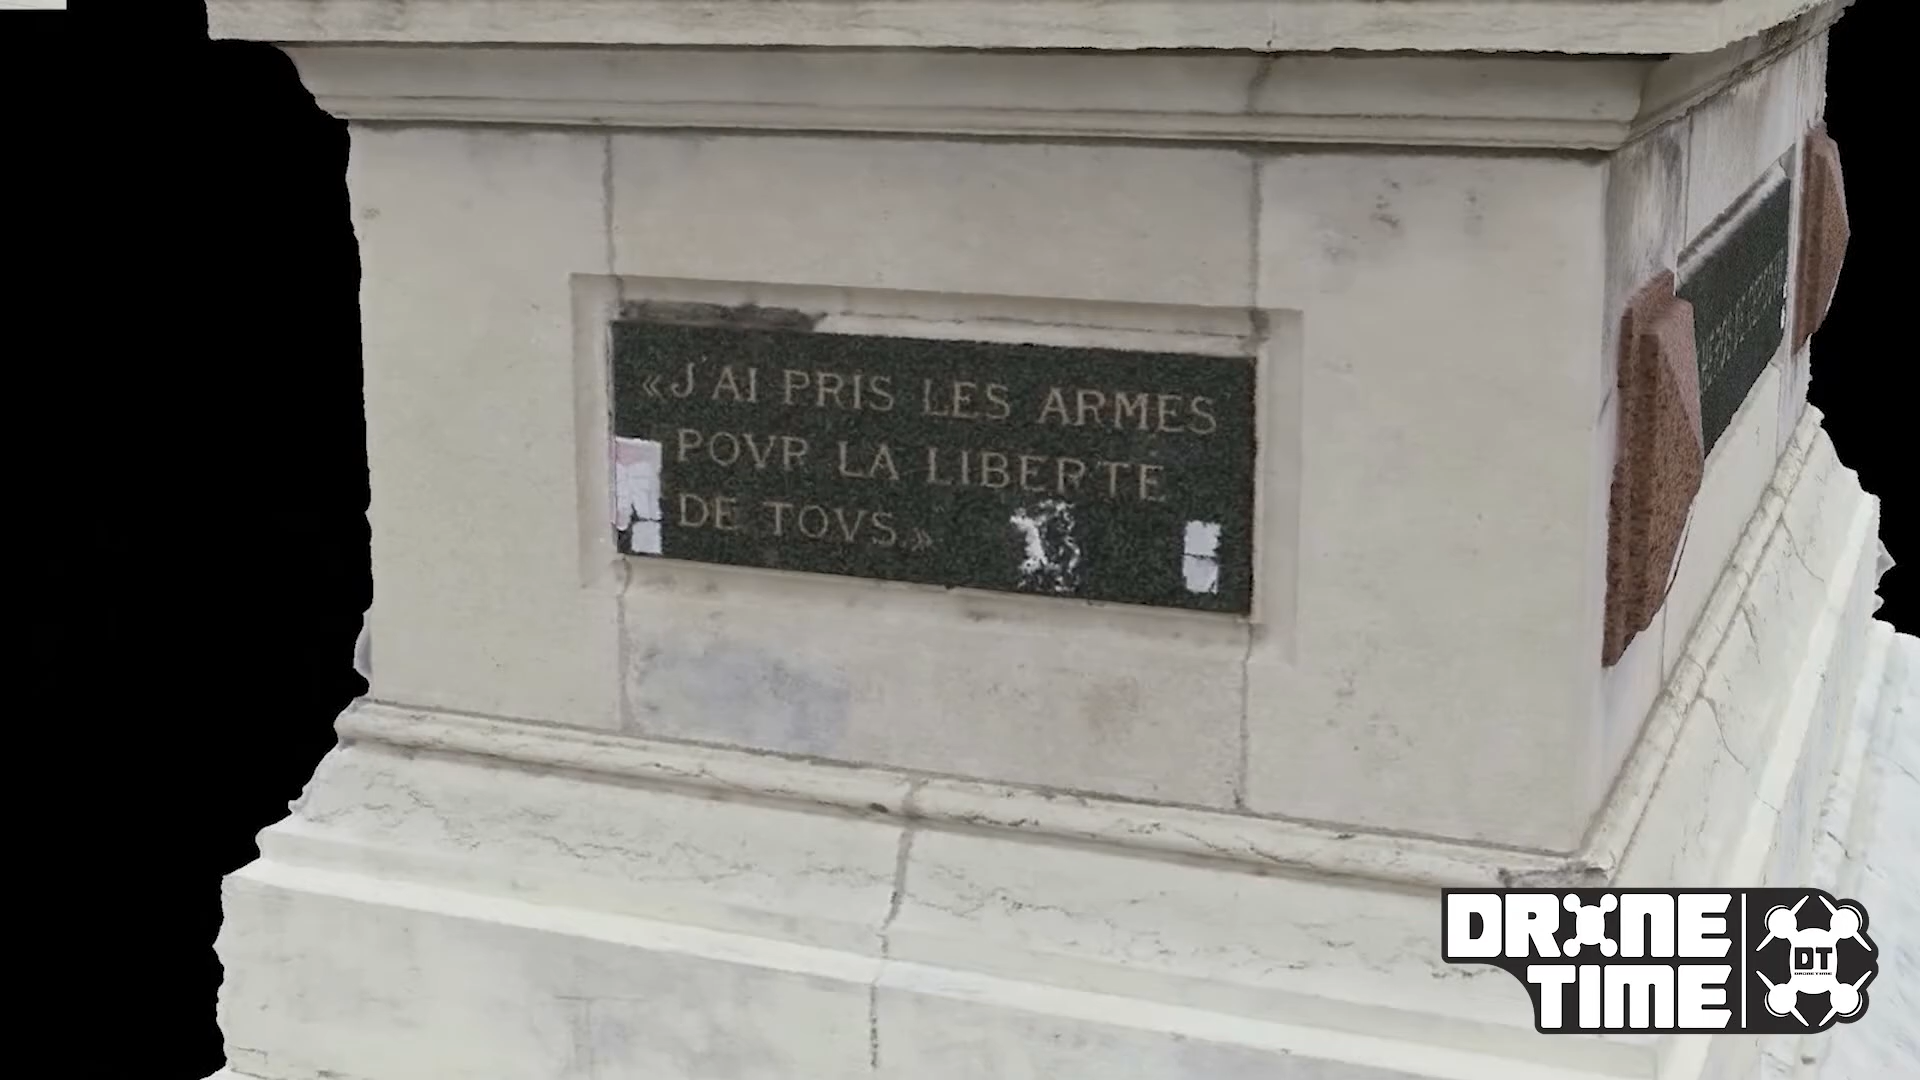 «J'AI PRIS LES ARMES
POVR LA LIBERTE
DE TOVS.»
DRONE
TIME
DT